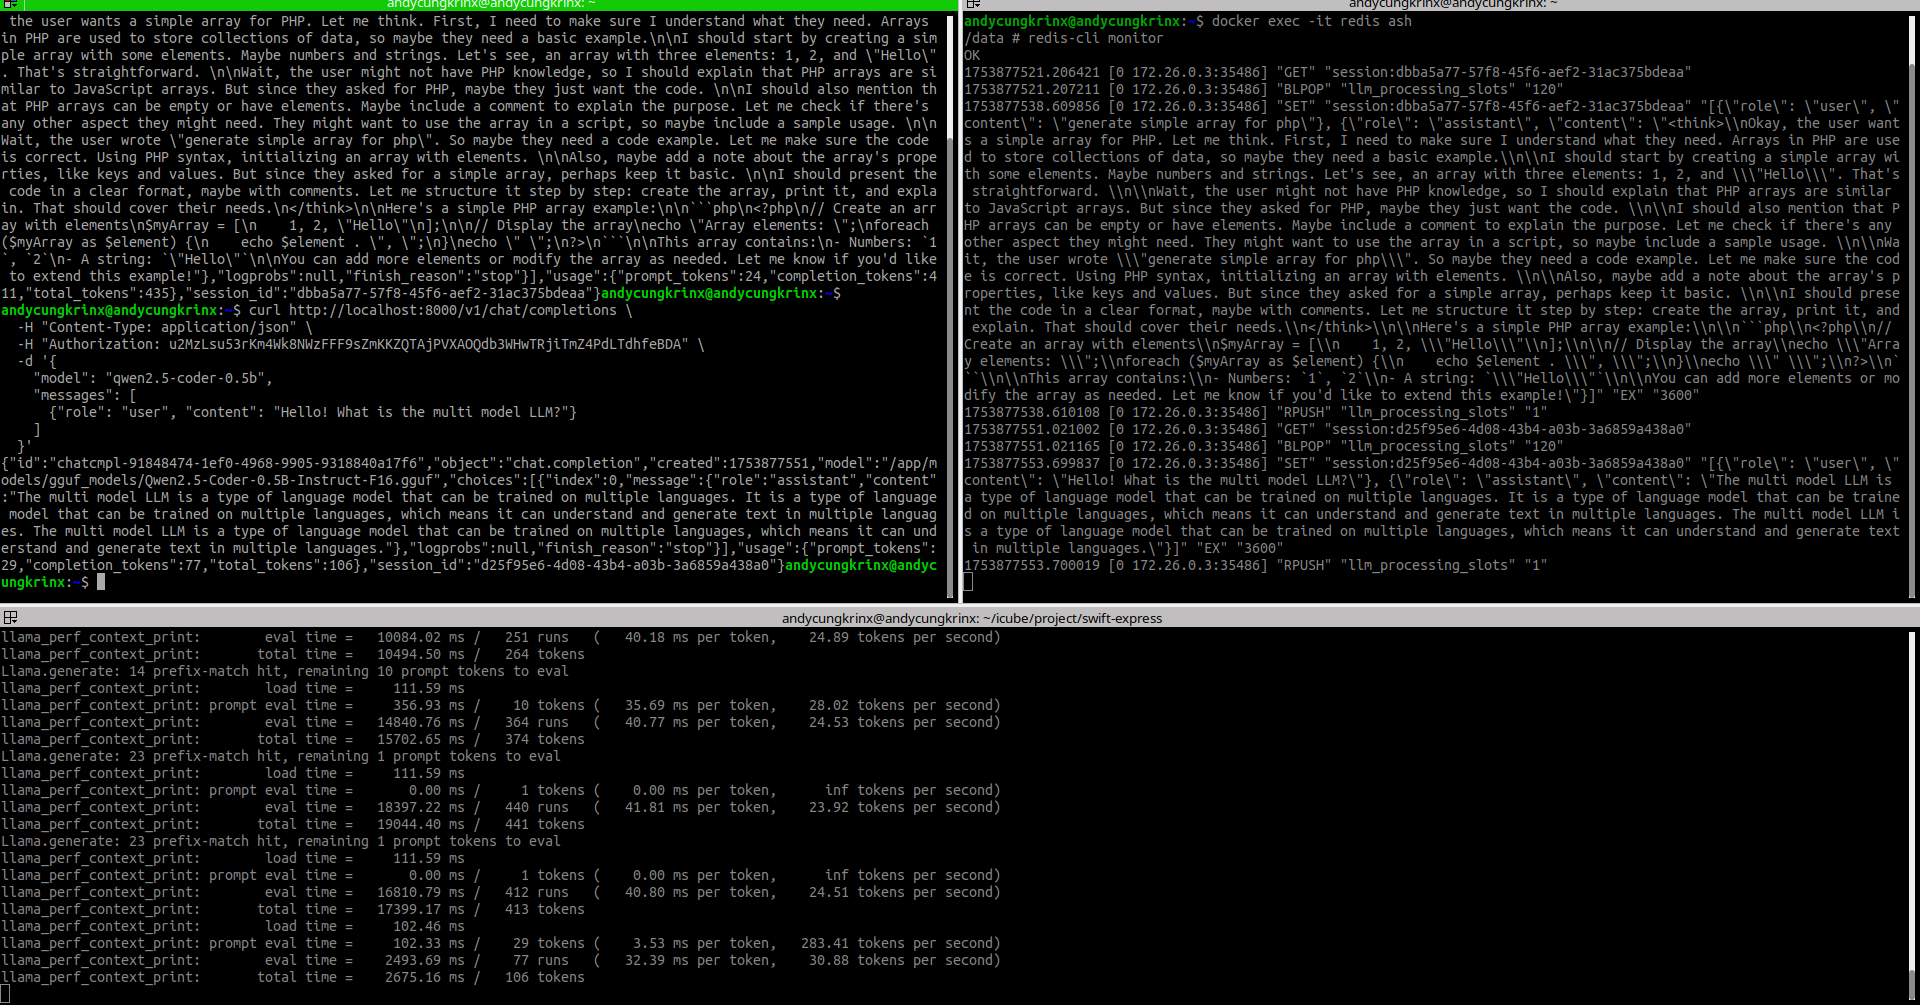 andycungkrinx@andycungkrinx: ~
 the user wants a simple array for PHP. Let me think. First, I need to make sure I understand what they need. Arrays
in PHP are used to store collections of data, so maybe they need a basic example.\n\nI should start by creating a sim
ple array with some elements. Maybe numbers and strings. Let's see, an array with three elements: 1, 2, and \"Hello\"
. That's straightforward. \n\nWait, the user might not have PHP knowledge, so I should explain that PHP arrays are si
milar to JavaScript arrays. But since they asked for PHP, maybe they just want the code. \n\nI should also mention th
at PHP arrays can be empty or have elements. Maybe include a comment to explain the purpose. Let me check if there's
any other aspect they might need. They might want to use the array in a script, so maybe include a sample usage. \n\n
Wait, the user wrote \"generate simple array for php\". So maybe they need a code example. Let me make sure the code
is correct. Using PHP syntax, initializing an array with elements. \n\nAlso, maybe add a note about the array's prope
rties, like keys and values. But since they asked for a simple array, perhaps keep it basic. \n\nI should present the
 code in a clear format, maybe with comments. Let me structure it step by step: create the array, print it, and expla
in. That should cover their needs.\n</think>\n\nHere's a simple PHP array example:\n\n```php\n<?php\n// Create an arr
ay with elements\n$myArray = [\n    1, 2, \"Hello\"\n];\n\n// Display the array\necho \"Array elements: \";\nforeach
($myArray as $element) {\n    echo $element . \", \";\n}\necho \" \";\n?>\n```\n\nThis array contains:\n- Numbers: `1
`, `2`\n- A string: `\"Hello\"`\n\nYou can add more elements or modify the array as needed. Let me know if you'd like
 to extend this example!"},"logprobs":null,"finish_reason":"stop"}],"usage":{"prompt_tokens":24,"completion_tokens":4
11,"total_tokens":435},"session_id":"dbba5a77-57f8-45f6-aef2-31ac375bdeaa"}andycungkrinx@andycungkrinx:~$
andycungkrinx@andycungkrinx:~$ curl http://localhost:8000/v1/chat/completions \
  -H "Content-Type: application/json" \
  -H "Authorization: u2MzLsu53rKm4Wk8NWzFFF9sZmKKZQTAjPVXAOQdb3WHwTRjiTmZ4PdLTdhfeBDA" \
  -d '{
    "model": "qwen2.5-coder-0.5b",
    "messages": [
      {"role": "user", "content": "Hello! What is the multi model LLM?"}
    ]
  }'
{"id":"chatcmpl-91848474-1ef0-4968-9905-9318840a17f6","object":"chat.completion","created":1753877551,"model":"/app/m
odels/gguf_models/Qwen2.5-Coder-0.5B-Instruct-F16.gguf","choices":[{"index":0,"message":{"role":"assistant","content"
:"The multi model LLM is a type of language model that can be trained on multiple languages. It is a type of language
 model that can be trained on multiple languages, which means it can understand and generate text in multiple languag
es. The multi model LLM is a type of language model that can be trained on multiple languages, which means it can und
erstand and generate text in multiple languages."},"logprobs":null,"finish_reason":"stop"}],"usage":{"prompt_tokens":
29,"completion_tokens":77,"total_tokens":106},"session_id":"d25f95e6-4d08-43b4-a03b-3a6859a438a0"}andycungkrinx@andyc
ungkrinx:~$
andycungkrinx@andycungkrinx: ~
andycungkrinx@andycungkrinx:~$ docker exec -it redis ash
/data # redis-cli monitor
OK
1753877521.206421 [0 172.26.0.3:35486] "GET" "session:dbba5a77-57f8-45f6-aef2-31ac375bdeaa"
1753877521.207211 [0 172.26.0.3:35486] "BLPOP" "llm_processing_slots" "120"
1753877538.609856 [0 172.26.0.3:35486] "SET" "session:dbba5a77-57f8-45f6-aef2-31ac375bdeaa" "[{\"role\": \"user\", \"
content\": \"generate simple array for php\"}, {\"role\": \"assistant\", \"content\": \"<think>\\nOkay, the user want
s a simple array for PHP. Let me think. First, I need to make sure I understand what they need. Arrays in PHP are use
d to store collections of data, so maybe they need a basic example.\\n\\nI should start by creating a simple array wi
th some elements. Maybe numbers and strings. Let's see, an array with three elements: 1, 2, and \\\"Hello\\\". That's
 straightforward. \\n\\nWait, the user might not have PHP knowledge, so I should explain that PHP arrays are similar
to JavaScript arrays. But since they asked for PHP, maybe they just want the code. \\n\\nI should also mention that P
HP arrays can be empty or have elements. Maybe include a comment to explain the purpose. Let me check if there's any
other aspect they might need. They might want to use the array in a script, so maybe include a sample usage. \\n\\nWa
it, the user wrote \\\"generate simple array for php\\\". So maybe they need a code example. Let me make sure the cod
e is correct. Using PHP syntax, initializing an array with elements. \\n\\nAlso, maybe add a note about the array's p
roperties, like keys and values. But since they asked for a simple array, perhaps keep it basic. \\n\\nI should prese
nt the code in a clear format, maybe with comments. Let me structure it step by step: create the array, print it, and
 explain. That should cover their needs.\\n</think>\\n\\nHere's a simple PHP array example:\\n\\n```php\\n<?php\\n//
Create an array with elements\\n$myArray = [\\n    1, 2, \\\"Hello\\\"\\n];\\n\\n// Display the array\\necho \\\"Arra
y elements: \\\";\\nforeach ($myArray as $element) {\\n    echo $element . \\\", \\\";\\n}\\necho \\\" \\\";\\n?>\\n`
``\\n\\nThis array contains:\\n- Numbers: `1`, `2`\\n- A string: `\\\"Hello\\\"`\\n\\nYou can add more elements or mo
dify the array as needed. Let me know if you'd like to extend this example!\"}]" "EX" "3600"
1753877538.610108 [0 172.26.0.3:35486] "RPUSH" "llm_processing_slots" "1"
1753877551.021002 [0 172.26.0.3:35486] "GET" "session:d25f95e6-4d08-43b4-a03b-3a6859a438a0"
1753877551.021165 [0 172.26.0.3:35486] "BLPOP" "llm_processing_slots" "120"
1753877553.699837 [0 172.26.0.3:35486] "SET" "session:d25f95e6-4d08-43b4-a03b-3a6859a438a0" "[{\"role\": \"user\", \"
content\": \"Hello! What is the multi model LLM?\"}, {\"role\": \"assistant\", \"content\": \"The multi model LLM is
a type of language model that can be trained on multiple languages. It is a type of language model that can be traine
d on multiple languages, which means it can understand and generate text in multiple languages. The multi model LLM i
s a type of language model that can be trained on multiple languages, which means it can understand and generate text
 in multiple languages.\"}]" "EX" "3600"
1753877553.700019 [0 172.26.0.3:35486] "RPUSH" "llm_processing_slots" "1"
andycungkrinx@andycungkrinx: ~/icube/project/swift-express
llama_perf_context_print:        eval time =   10084.02 ms /   251 runs   (   40.18 ms per token,    24.89 tokens per second)
llama_perf_context_print:       total time =   10494.50 ms /   264 tokens
Llama.generate: 14 prefix-match hit, remaining 10 prompt tokens to eval
llama_perf_context_print:        load time =     111.59 ms
llama_perf_context_print: prompt eval time =     356.93 ms /    10 tokens (   35.69 ms per token,    28.02 tokens per second)
llama_perf_context_print:        eval time =   14840.76 ms /   364 runs   (   40.77 ms per token,    24.53 tokens per second)
llama_perf_context_print:       total time =   15702.65 ms /   374 tokens
Llama.generate: 23 prefix-match hit, remaining 1 prompt tokens to eval
llama_perf_context_print:        load time =     111.59 ms
llama_perf_context_print: prompt eval time =       0.00 ms /     1 tokens (    0.00 ms per token,      inf tokens per second)
llama_perf_context_print:        eval time =   18397.22 ms /   440 runs   (   41.81 ms per token,    23.92 tokens per second)
llama_perf_context_print:       total time =   19044.40 ms /   441 tokens
Llama.generate: 23 prefix-match hit, remaining 1 prompt tokens to eval
llama_perf_context_print:        load time =     111.59 ms
llama_perf_context_print: prompt eval time =       0.00 ms /     1 tokens (    0.00 ms per token,      inf tokens per second)
llama_perf_context_print:        eval time =   16810.79 ms /   412 runs   (   40.80 ms per token,    24.51 tokens per second)
llama_perf_context_print:       total time =   17399.17 ms /   413 tokens
llama_perf_context_print:        load time =     102.46 ms
llama_perf_context_print: prompt eval time =     102.33 ms /    29 tokens (    3.53 ms per token,   283.41 tokens per second)
llama_perf_context_print:        eval time =    2493.69 ms /    77 runs   (   32.39 ms per token,    30.88 tokens per second)
llama_perf_context_print:       total time =    2675.16 ms /   106 tokens